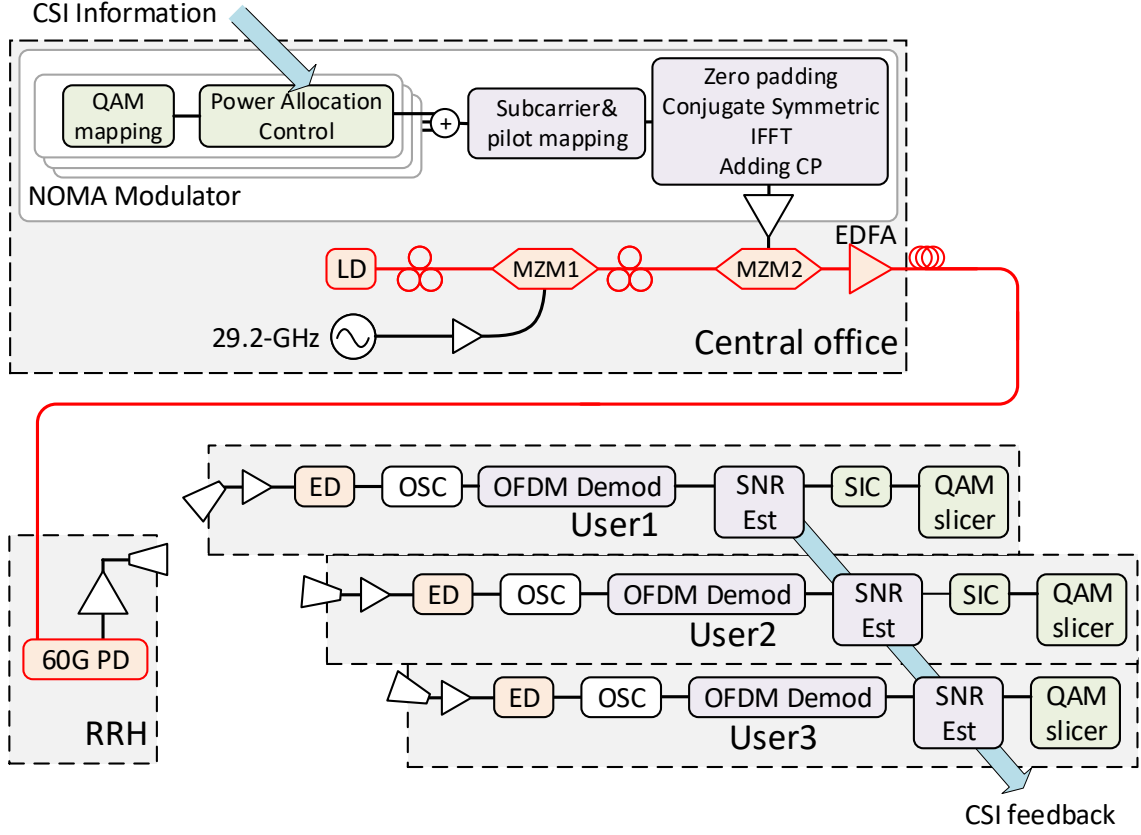 CSI Information
QAM
mapping
Power Allocation
Control
+
Subcarrier&
pilot mapping
Zero padding
Conjugate Symmetric
IFFT
Adding CP
NOMA Modulator
EDFA
LD
MZM1
MZM2
29.2-GHz
Central office
ED
OSC
OFDM Demod
SNR
Est
SIC
QAM
slicer
User1
ED
OSC
OFDM Demod
SNR
Est
SIC
QAM
slicer
User2
60G PD
RRH
ED
OSC
OFDM Demod
SNR
Est
QAM
slicer
User3
CSI feedback